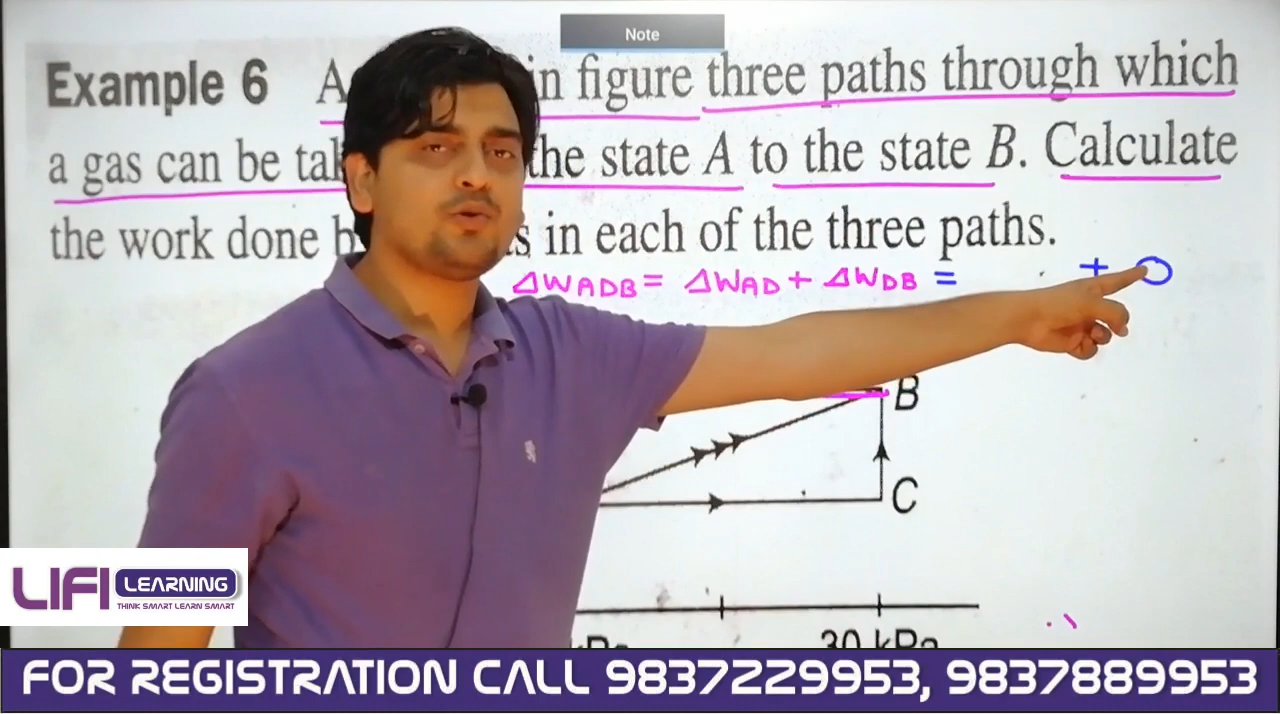 Note
Example 6 A in figure three paths through which
a gas can be the state A to the state B. Calculate
the work done in each of the three paths.
ΔWADB = ΔWAD + ΔWDB = + O
B
C
30 kPa
LIFI LEARNING
THINK SMART LEARN SMART
FOR REGISTRATION CALL 9837229953, 9837889953